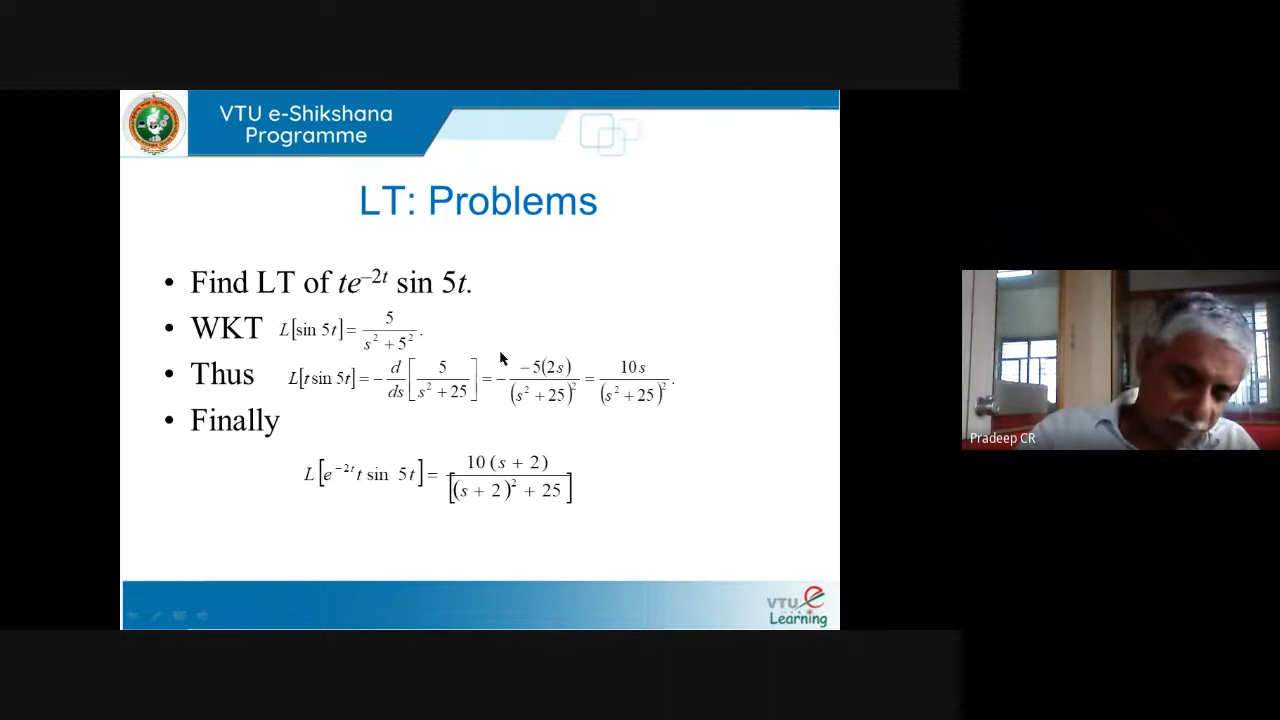 VTU e-Shikshana
Programme
LT: Problems
• Find LT of te⁻²ᵗ sin 5t.
• WKT L[sin 5t] = 5 / (s² + 5²).
• Thus L[t sin 5t] = − d/ds [5 / (s² + 25)] = − −5(2s) / (s² + 25)² = 10s / (s² + 25)².
• Finally
L[e⁻²ᵗ t sin 5t] = 10(s + 2) / [(s + 2)² + 25]
Pradeep CR
VTU e
Learning